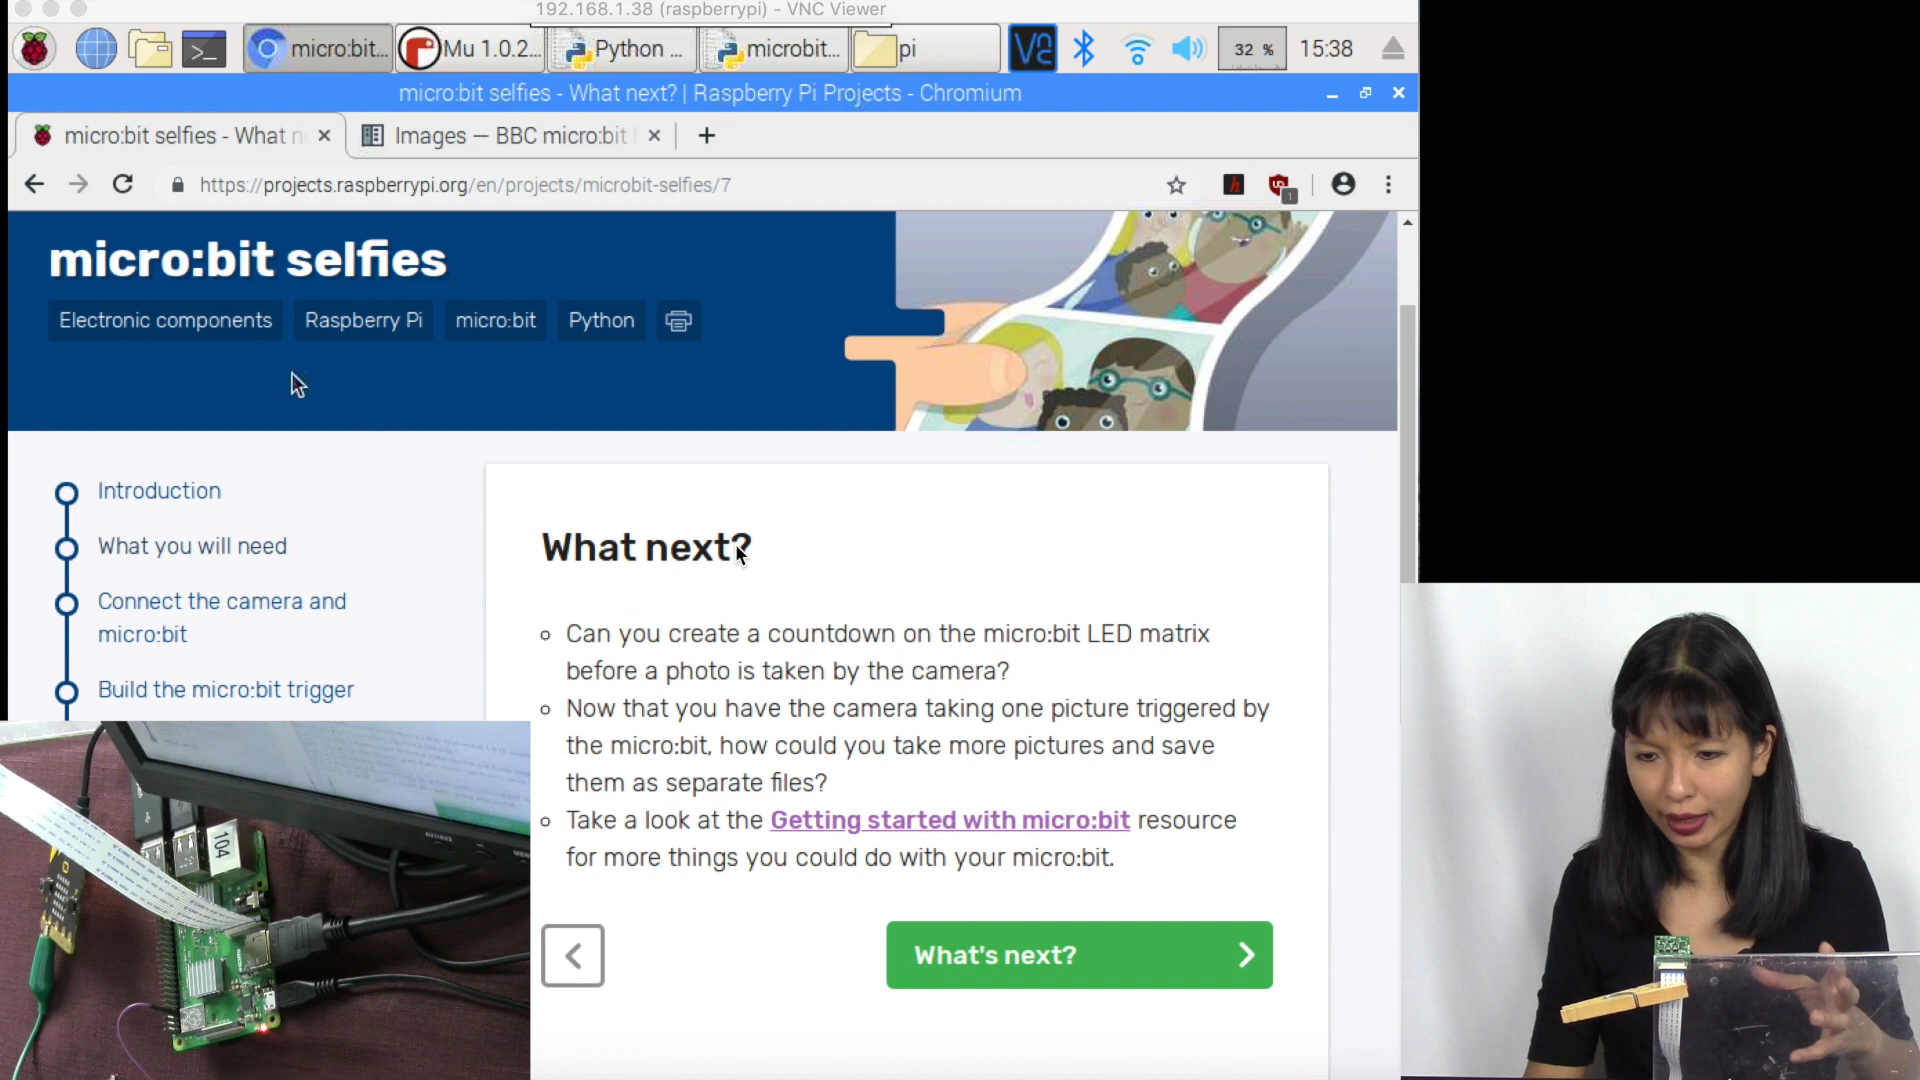 192.168.1.38 (raspberrypi) - VNC Viewer
micro:bit...
Mu 1.0.2...
Python ...
microbit...
pi
32 %
15:38
micro:bit selfies - What next? | Raspberry Pi Projects - Chromium
micro:bit selfies - What n
Images — BBC micro:bit
https://projects.raspberrypi.org/en/projects/microbit-selfies/7
1
micro:bit selfies
Electronic components
Raspberry Pi
micro:bit
Python
Introduction
What you will need
Connect the camera and
micro:bit
Build the micro:bit trigger
What next?
Can you create a countdown on the micro:bit LED matrix
before a photo is taken by the camera?
Now that you have the camera taking one picture triggered by
the micro:bit, how could you take more pictures and save
them as separate files?
Take a look at the Getting started with micro:bit resource
for more things you could do with your micro:bit.
What's next?
104